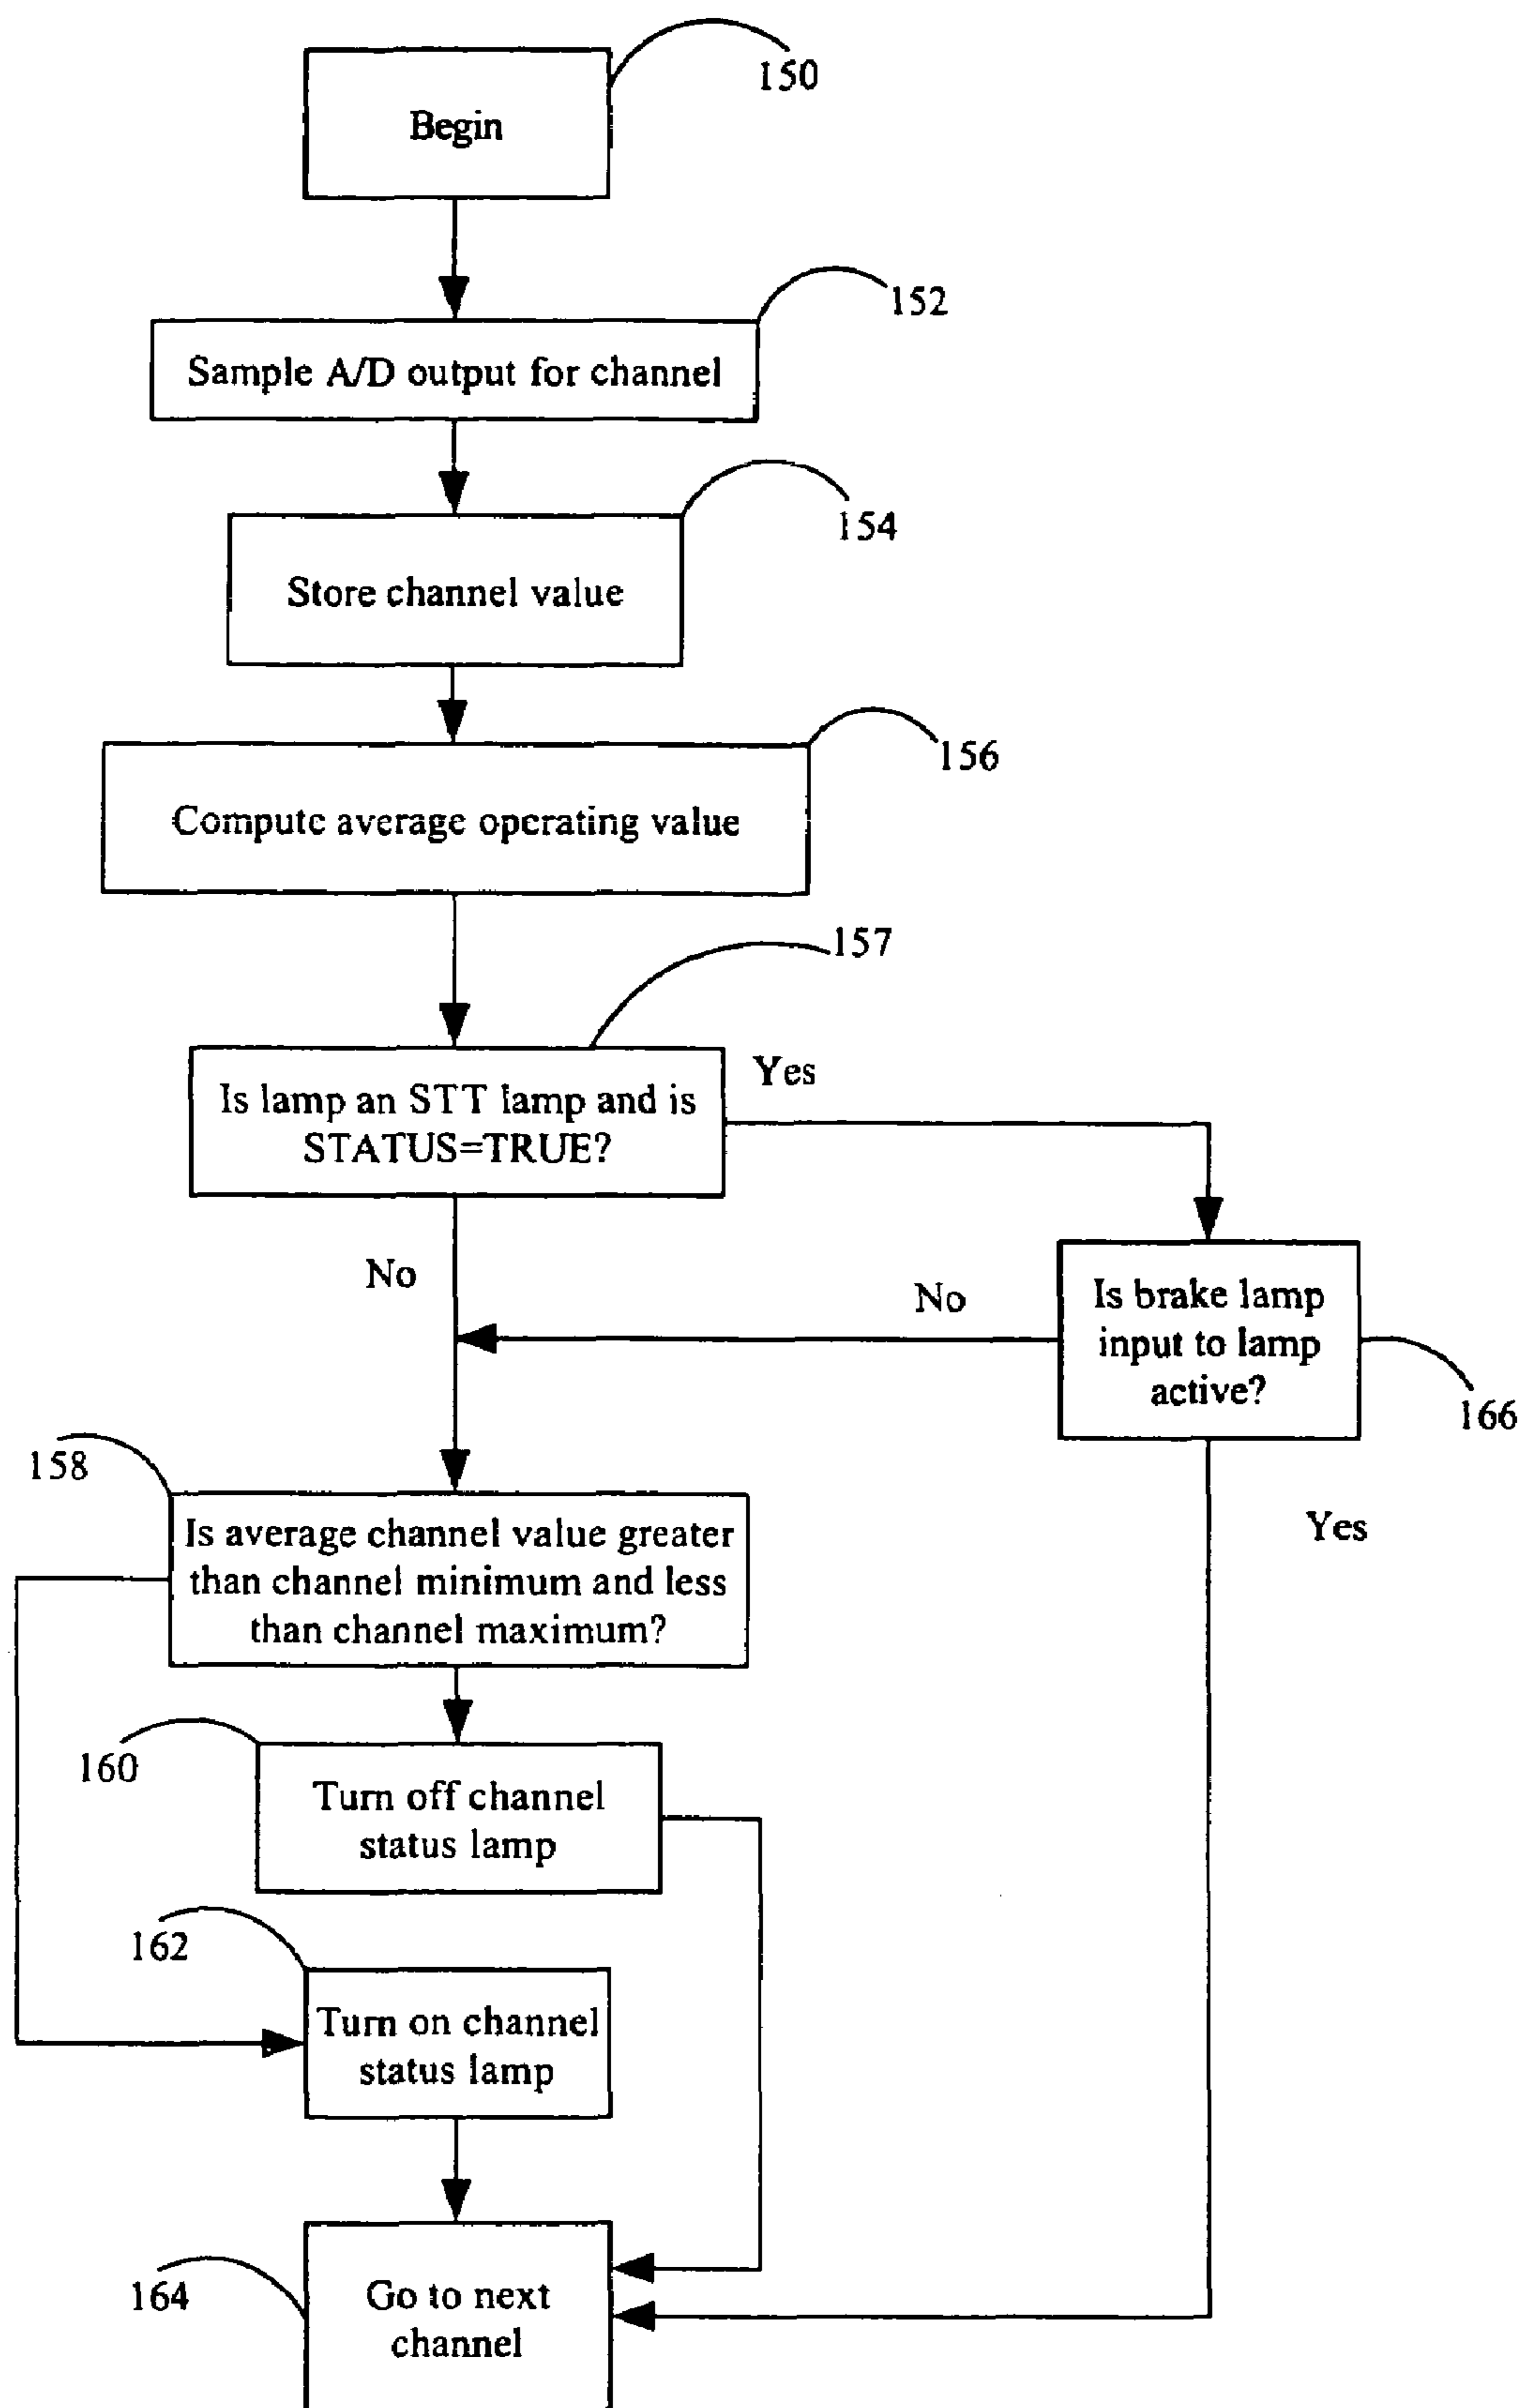 150
Begin
152
Sample A/D output for channel
154
Store channel value
156
Compute average operating value
157
Is lamp an STT lamp and is
STATUS=TRUE?
Yes
No
Is brake lamp
input to lamp
active?
No
166
Yes
158
Is average channel value greater
than channel minimum and less
than channel maximum?
160
Turn off channel
status lamp
162
Turn on channel
status lamp
164
Go to next
channel